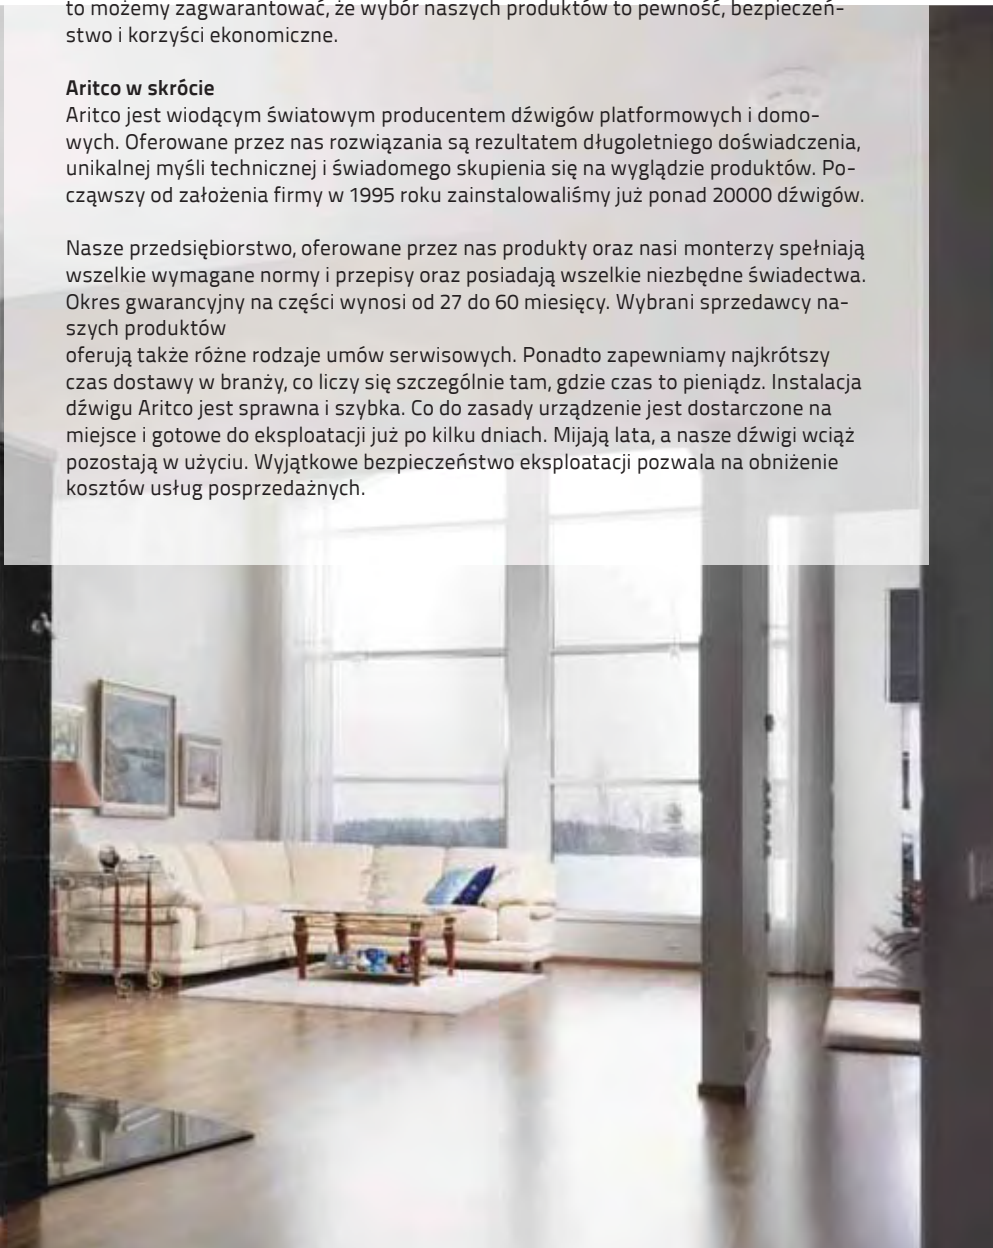 to możemy zagwarantować, że wybór naszych produktów to pewność, bezpieczeń-
stwo i korzyści ekonomiczne.
Aritco w skrócie
Aritco jest wiodącym światowym producentem dźwigów platformowych i domo-
wych. Oferowane przez nas rozwiązania są rezultatem długoletniego doświadczenia,
unikalnej myśli technicznej i świadomego skupienia się na wyglądzie produktów. Po-
cząwszy od założenia firmy w 1995 roku zainstalowaliśmy już ponad 20000 dźwigów.
Nasze przedsiębiorstwo, oferowane przez nas produkty oraz nasi monterzy spełniają
wszelkie wymagane normy i przepisy oraz posiadają wszelkie niezbędne świadectwa.
Okres gwarancyjny na części wynosi od 27 do 60 miesięcy. Wybrani sprzedawcy na-
szych produktów
oferują także różne rodzaje umów serwisowych. Ponadto zapewniamy najkrótszy
czas dostawy w branży, co liczy się szczególnie tam, gdzie czas to pieniądz. Instalacja
dźwigu Aritco jest sprawna i szybka. Co do zasady urządzenie jest dostarczone na
miejsce i gotowe do eksploatacji już po kilku dniach. Mijają lata, a nasze dźwigi wciąż
pozostają w użyciu. Wyjątkowe bezpieczeństwo eksploatacji pozwala na obniżenie
kosztów usług posprzedażnych.